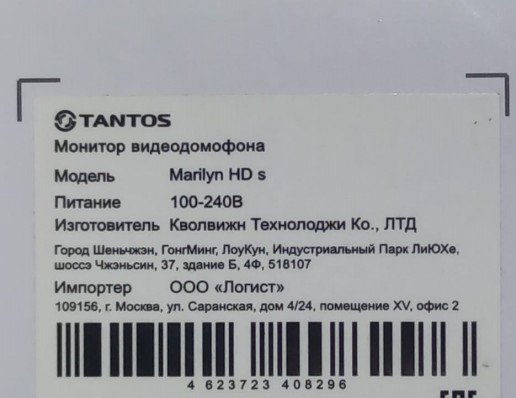 TANTOS
Монитор видеодомофона
Модель Marilyn HD s
Питание 100-240В
Изготовитель Кволвижн Технолоджи Ко., ЛТД
Город Шеньчжэн, ГонгМинг, ЛоуКун, Индустриальный Парк ЛиЮХе,
шоссэ Чжэньсин, 37, здание Б, 4Ф, 518107
Импортер ООО «Логист»
109156, г. Москва, ул. Саранская, дом 4/24, помещение XV, офис 2
4 623723 408296